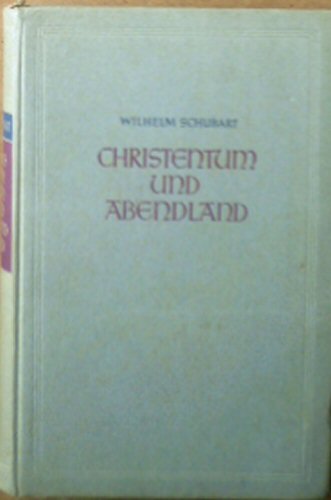 WILHELM SCHUBART
CHRISTENTUM
UND
ABENDLAND